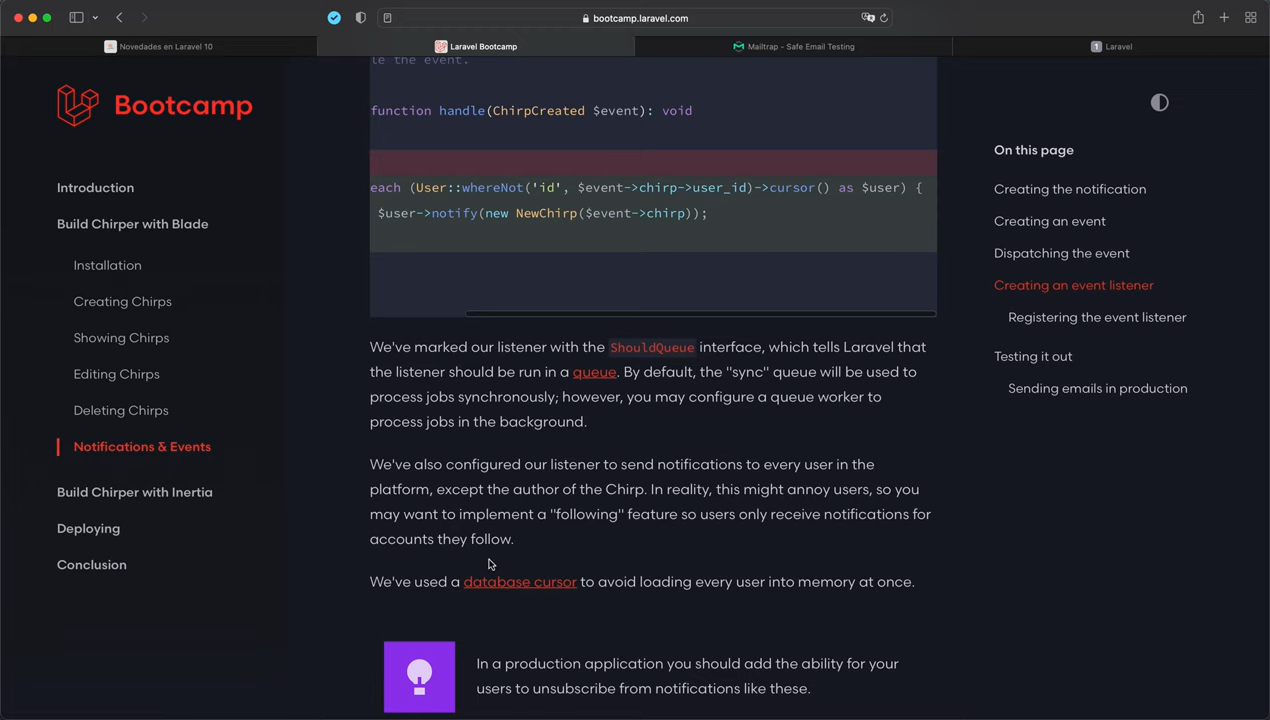 bootcamp.laravel.com
Novedades en Laravel 10
Laravel Bootcamp
Mailtrap - Safe Email Testing
1 Laravel
Bootcamp
Introduction
Build Chirper with Blade
Installation
Creating Chirps
Showing Chirps
Editing Chirps
Deleting Chirps
Notifications & Events
Build Chirper with Inertia
Deploying
Conclusion
le the event.
function handle(ChirpCreated $event): void
each (User::whereNot('id', $event->chirp->user_id)->cursor() as $user) {
$user->notify(new NewChirp($event->chirp));
We've marked our listener with the ShouldQueue interface, which tells Laravel that
the listener should be run in a queue. By default, the "sync" queue will be used to
process jobs synchronously; however, you may configure a queue worker to
process jobs in the background.
We've also configured our listener to send notifications to every user in the
platform, except the author of the Chirp. In reality, this might annoy users, so you
may want to implement a "following" feature so users only receive notifications for
accounts they follow.
We've used a database cursor to avoid loading every user into memory at once.
In a production application you should add the ability for your
users to unsubscribe from notifications like these.
On this page
Creating the notification
Creating an event
Dispatching the event
Creating an event listener
Registering the event listener
Testing it out
Sending emails in production